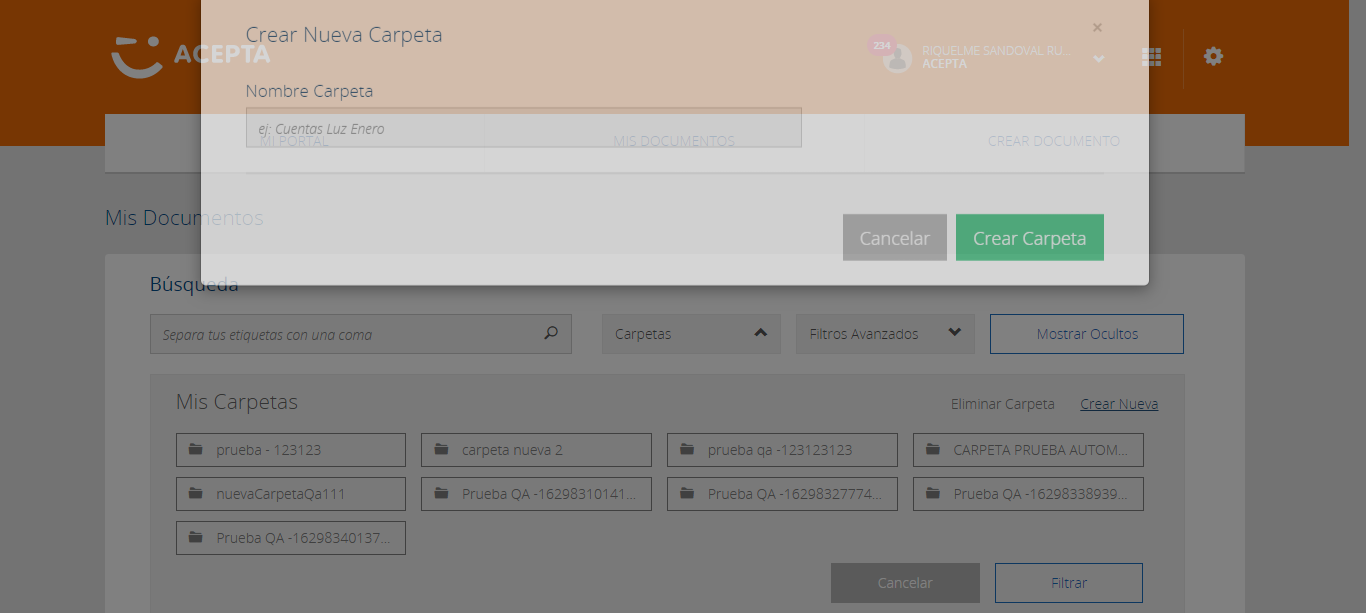 Crear Nueva Carpeta
×
ACEPTA
234
RIQUELME SANDOVAL RU...
ACEPTA
Nombre Carpeta
ej: Cuentas Luz Enero
MI PORTAL
MIS DOCUMENTOS
CREAR DOCUMENTO
Mis Documentos
Cancelar
Crear Carpeta
Búsqueda
Separa tus etiquetas con una coma
Carpetas
Filtros Avanzados
Mostrar Ocultos
Mis Carpetas
Eliminar Carpeta
Crear Nueva
prueba - 123123
carpeta nueva 2
prueba qa -123123123
CARPETA PRUEBA AUTOM...
nuevaCarpetaQa111
Prueba QA -16298310141...
Prueba QA -16298327774...
Prueba QA -16298338939...
Prueba QA -16298340137...
Cancelar
Filtrar